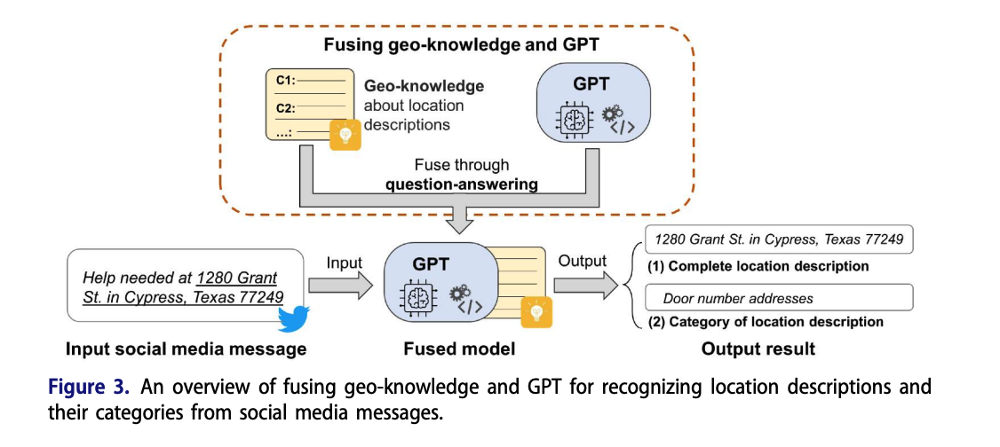 Fusing geo-knowledge and GPT
C1:
C2:
...:
Geo-knowledge
about location
descriptions
GPT
</>
Fuse through
question-answering
Help needed at 1280 Grant
St. in Cypress, Texas 77249
Input social media message
Input
GPT
</>
Fused model
Output
1280 Grant St. in Cypress, Texas 77249
(1) Complete location description
Door number addresses
(2) Category of location description
Output result
Figure 3. An overview of fusing geo-knowledge and GPT for recognizing location descriptions and
their categories from social media messages.